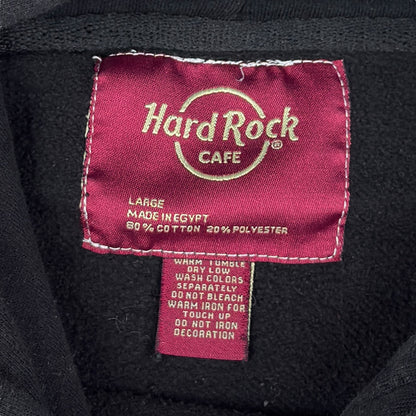 Hard Rock
CAFE ®
LARGE
MADE IN EGYPT
80% COTTON 20% POLYESTER
WARM TUMBLE
DRY LOW
WASH COLORS
SEPARATELY
DO NOT BLEACH
WARM IRON FOR
TOUCH UP
DO NOT IRON
DECORATION